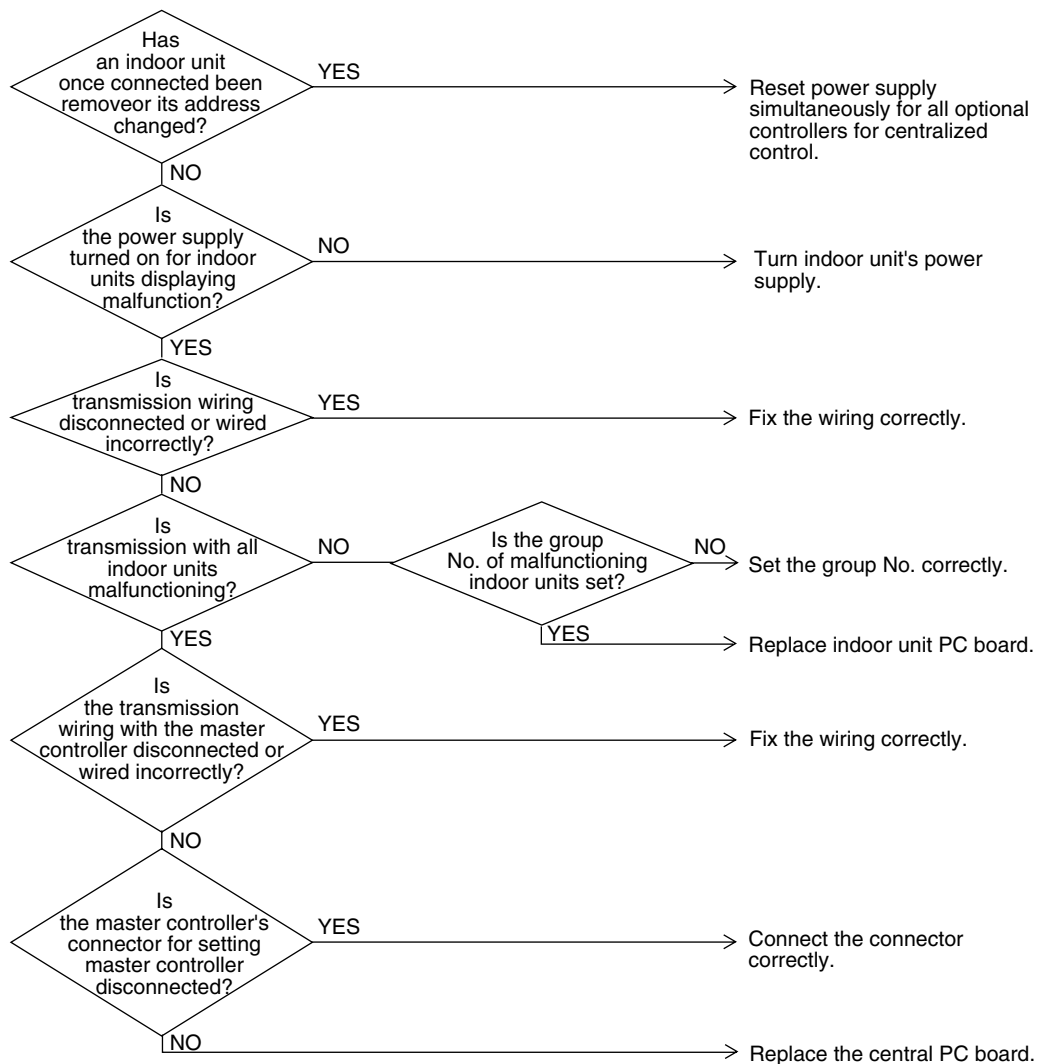 Has
an indoor unit
once connected been
removeor its address
changed?
YES
Reset power supply
simultaneously for all optional
controllers for centralized
control.
NO
Is
the power supply
turned on for indoor
units displaying
malfunction?
NO
Turn indoor unit's power
supply.
YES
Is
transmission wiring
disconnected or wired
incorrectly?
YES
Fix the wiring correctly.
NO
Is
transmission with all
indoor units
malfunctioning?
NO
Is the group
No. of malfunctioning
indoor units set?
NO
Set the group No. correctly.
YES
Replace indoor unit PC board.
YES
Is
the transmission
wiring with the master
controller disconnected or
wired incorrectly?
YES
Fix the wiring correctly.
NO
Is
the master controller's
connector for setting
master controller
disconnected?
YES
Connect the connector
correctly.
NO
Replace the central PC board.